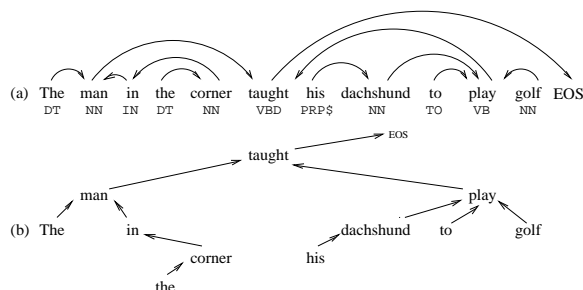 (a) The man in the corner taught his dachshund to play golf EOS
DT NN IN DT NN VBD PRP$ NN TO VB NN
EOS
taught
man play
(b) The in dachshund to golf
corner his
the